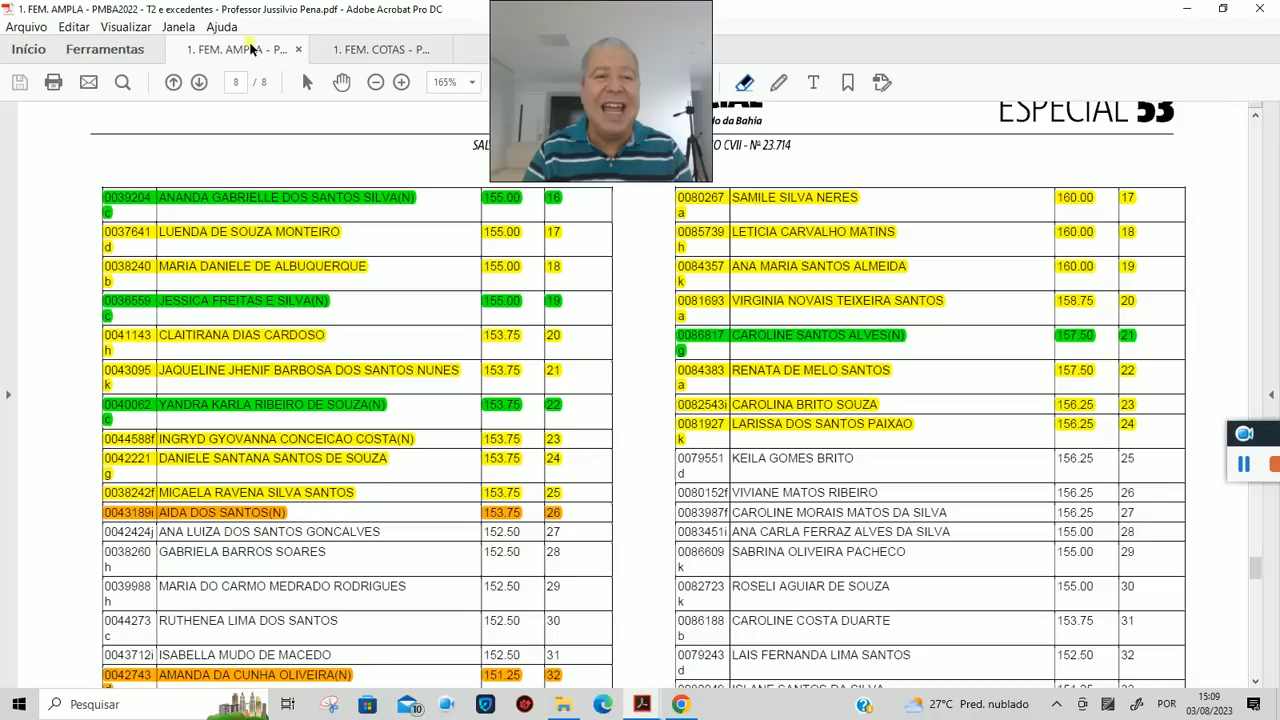 1. FEM. AMPLA - PMBA2022 - T2 e excedentes - Professor Jussilvio Pena.pdf - Adobe Acrobat Pro DC
Arquivo Editar Visualizar Janela Ajuda
Início Ferramentas 1. FEM. AMPLA - P... × 1. FEM. COTAS - P...
8 / 8 165%
ESPECIAL 53
do da Bahia
SAL O CVII - Nº 23.714
0039204 ANANDA GABRIELLE DOS SANTOS SILVA(N) 155.00 16
c
0037641 LUENDA DE SOUZA MONTEIRO 155.00 17
d
0038240 MARIA DANIELE DE ALBUQUERQUE 155.00 18
b
0036559 JESSICA FREITAS E SILVA(N) 155.00 19
c
0041143 CLAITIRANA DIAS CARDOSO 153.75 20
h
0043095 JAQUELINE JHENIF BARBOSA DOS SANTOS NUNES 153.75 21
k
0040062 YANDRA KARLA RIBEIRO DE SOUZA(N) 153.75 22
c
0044588f INGRYD GYOVANNA CONCEICAO COSTA(N) 153.75 23
0042221 DANIELE SANTANA SANTOS DE SOUZA 153.75 24
g
0038242f MICAELA RAVENA SILVA SANTOS 153.75 25
0043189i AIDA DOS SANTOS(N) 153.75 26
0042424j ANA LUIZA DOS SANTOS GONCALVES 152.50 27
0038260 GABRIELA BARROS SOARES 152.50 28
h
0039988 MARIA DO CARMO MEDRADO RODRIGUES 152.50 29
h
0044273 RUTHENEA LIMA DOS SANTOS 152.50 30
c
0043712i ISABELLA MUDO DE MACEDO 152.50 31
0042743 AMANDA DA CUNHA OLIVEIRA(N) 151.25 32
0080267 SAMILE SILVA NERES 160.00 17
a
0085739 LETICIA CARVALHO MATINS 160.00 18
h
0084357 ANA MARIA SANTOS ALMEIDA 160.00 19
k
0081693 VIRGINIA NOVAIS TEIXEIRA SANTOS 158.75 20
a
0086817 CAROLINE SANTOS ALVES(N) 157.50 21
g
0084383 RENATA DE MELO SANTOS 157.50 22
a
0082543i CAROLINA BRITO SOUZA 156.25 23
0081927 LARISSA DOS SANTOS PAIXAO 156.25 24
k
0079551 KEILA GOMES BRITO 156.25 25
d
0080152f VIVIANE MATOS RIBEIRO 156.25 26
0083987f CAROLINE MORAIS MATOS DA SILVA 156.25 27
0083451i ANA CARLA FERRAZ ALVES DA SILVA 155.00 28
0086609 SABRINA OLIVEIRA PACHECO 155.00 29
k
0082723 ROSELI AGUIAR DE SOUZA 155.00 30
k
0086188 CAROLINE COSTA DUARTE 153.75 31
b
0079243 LAIS FERNANDA LIMA SANTOS 152.50 32
d
Pesquisar 10 27°C Pred. nublado POR 15:09
03/08/2023